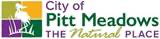 City of
Pitt Meadows
THE Natural PLACE